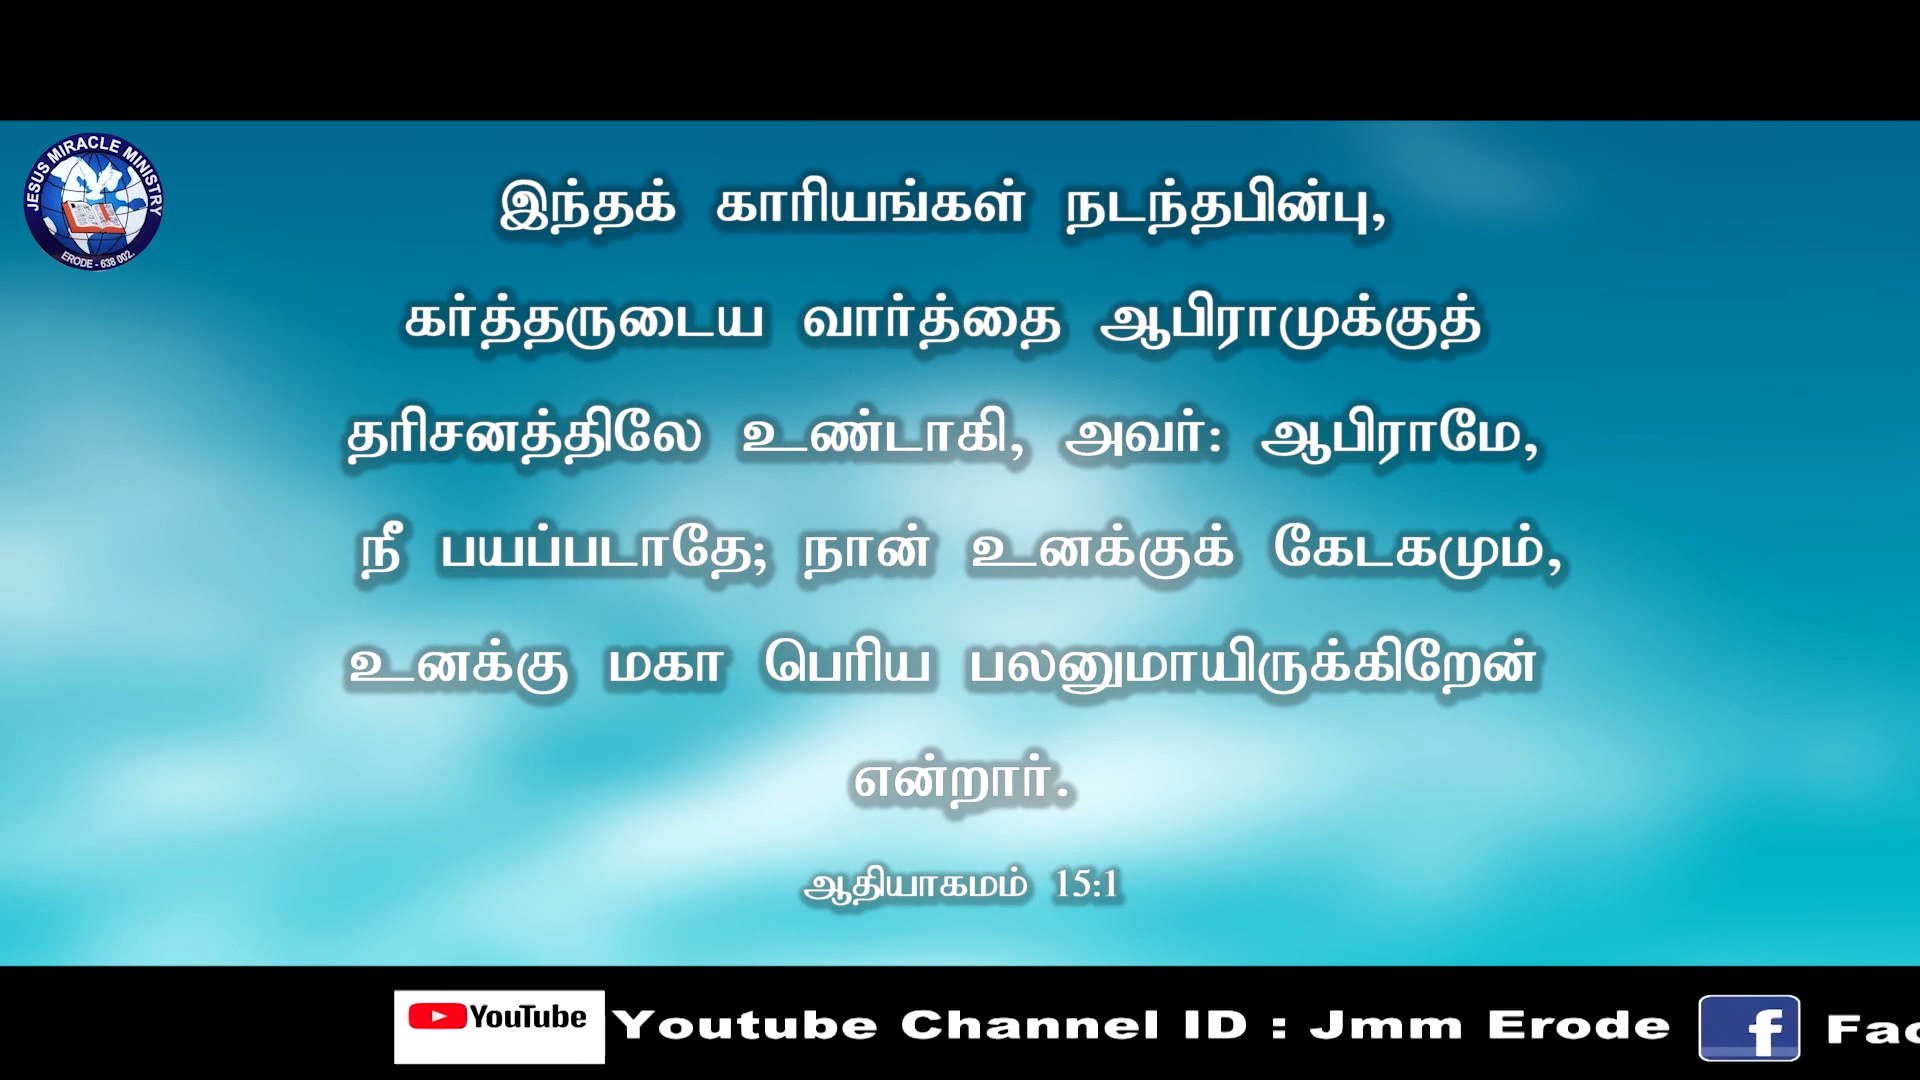 JESUS MIRACLE MINISTRY
ERODE - 638 002.
இந்தக் காரியங்கள் நடந்தபின்பு,
கர்த்தருடைய வார்த்தை ஆபிராமுக்குத்
தரிசனத்திலே உண்டாகி, அவர்: ஆபிராமே,
நீ பயப்படாதே; நான் உனக்குக் கேடகமும்,
உனக்கு மகா பெரிய பலனுமாயிருக்கிறேன்
என்றார்.
ஆதியாகமம் 15:1
YouTube Youtube Channel ID : Jmm Erode f Fac